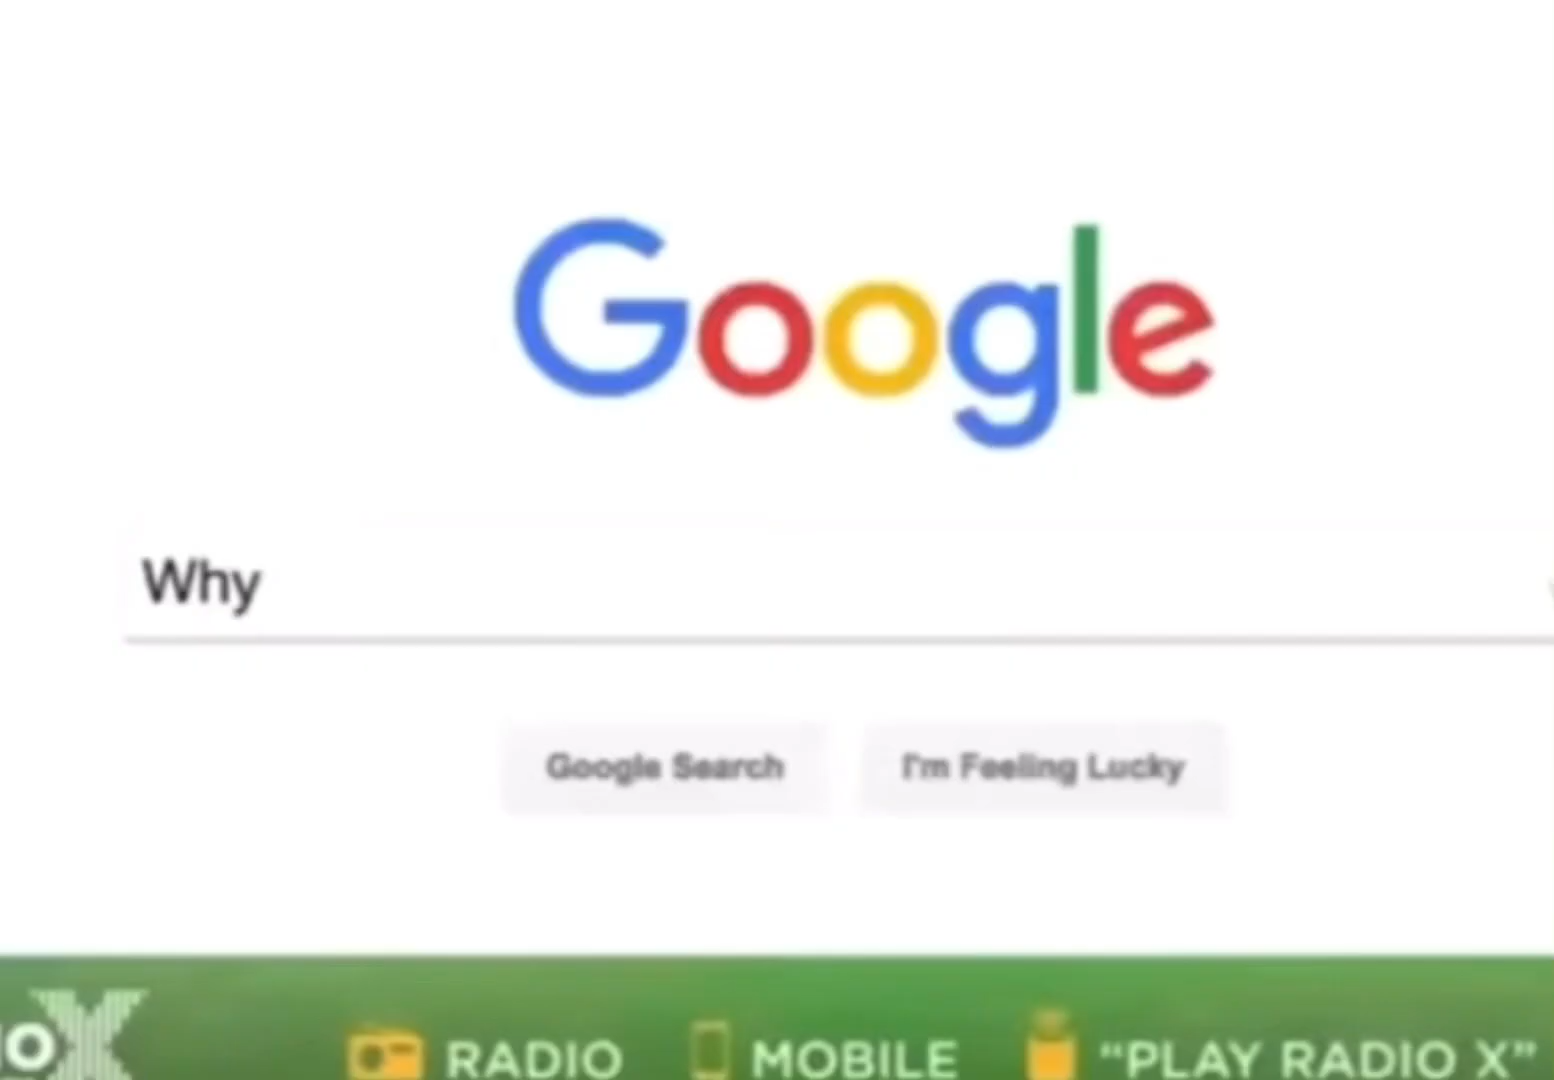 Google
Why
Google Search
I'm Feeling Lucky
X
RADIO
MOBILE
“PLAY RADIO X”